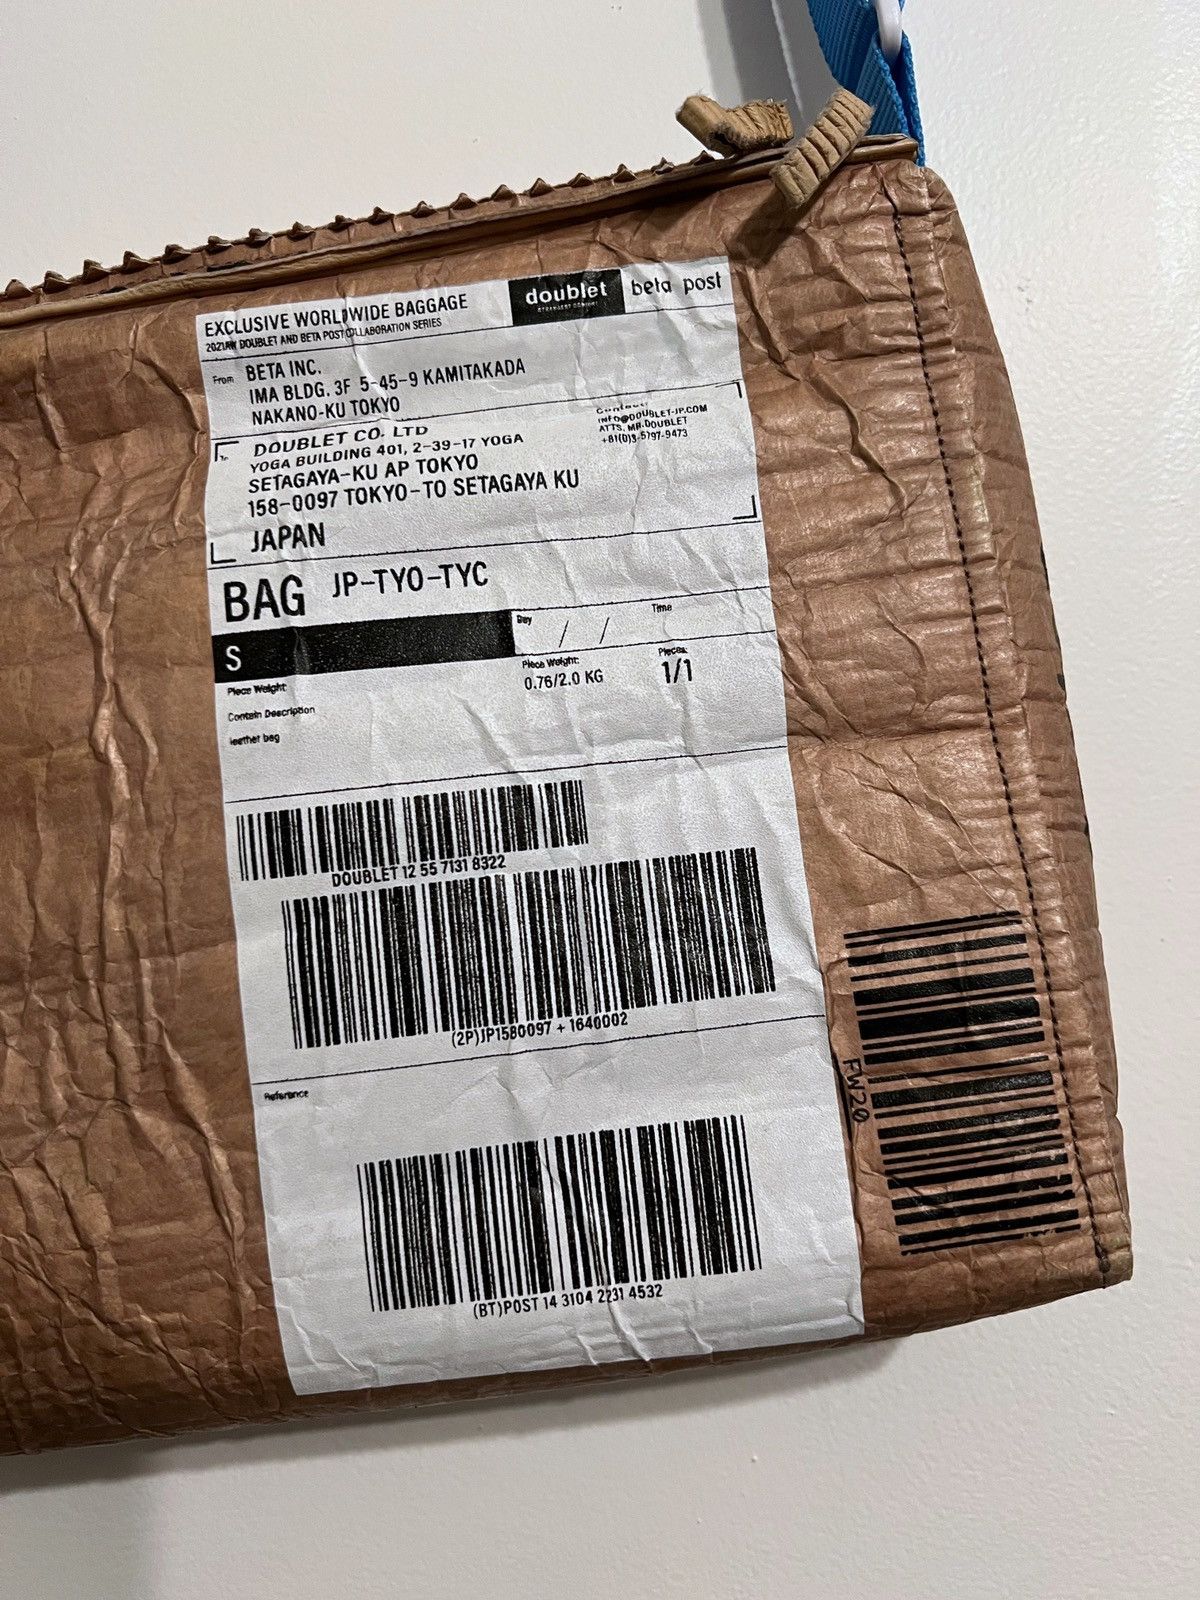 EXCLUSIVE WORLDWIDE BAGGAGE
2021AW DOUBLET AND BETA POST COLLABORATION SERIES
doublet
beta post
From BETA INC.
IMA BLDG. 3F 5-45-9 KAMITAKADA
NAKANO-KU TOKYO
To DOUBLET CO. LTD
YOGA BUILDING 401, 2-39-17 YOGA
SETAGAYA-KU AP TOKYO
158-0097 TOKYO-TO SETAGAYA KU
JAPAN
INFO@DOUBLET-JP.COM
ATTS, MR.DOUBLET
+81(0)3-5797-9473
BAG JP-TYO-TYC
S
Day / / Time
Piece Weight:
0.76/2.0 KG
Pieces:
1/1
Piece Weight:
Contain Description
leather bag
DOUBLET 12 55 7131 8322
(2P)JP1580097 + 1640002
Reference
(BT)POST 14 3104 2231 4532
FW20